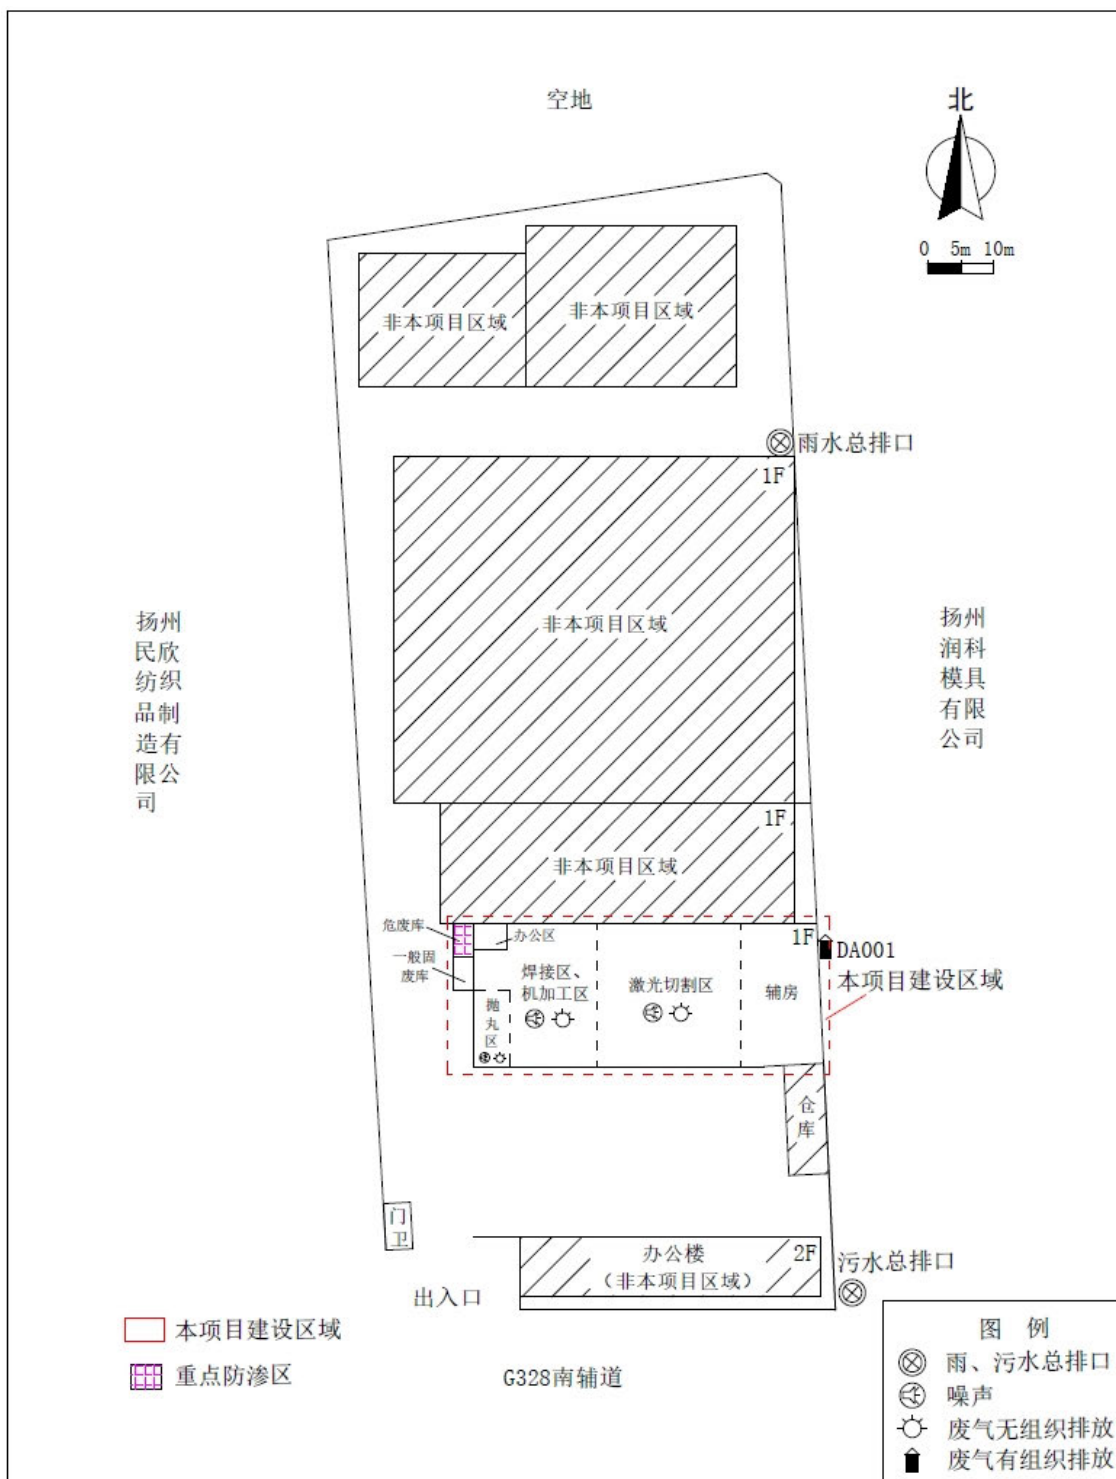 空地
北
0 5m 10m
非本项目区域
非本项目区域
雨水总排口
1F
非本项目区域
扬州
民欣
纺织
品制
造有
限公
司
扬州
润科
模具
有限
公司
1F
非本项目区域
危废库
办公区
1F
DA001
一般固
废库
焊接区、
机加工区
激光切割区
辅房
本项目建设区域
抛
丸
区
仓
库
门
卫
办公楼
2F
（非本项目区域）
污水总排口
出入口
本项目建设区域
重点防渗区
G328南辅道
图 例
雨、污水总排口
噪声
废气无组织排放
废气有组织排放